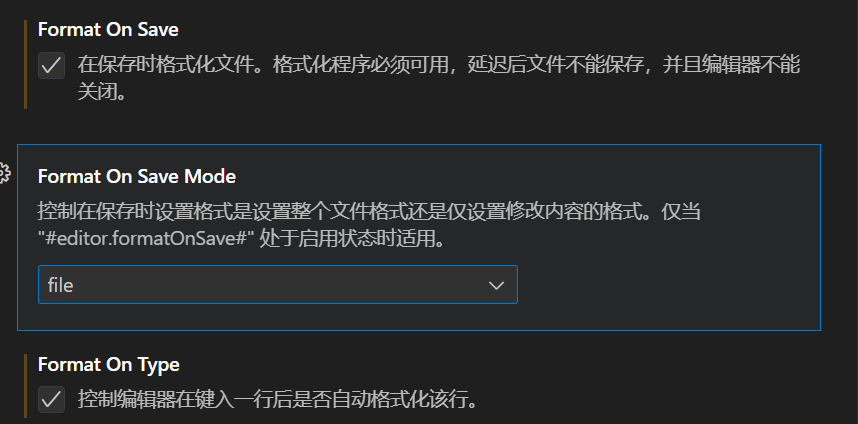 Format On Save
在保存时格式化文件。格式化程序必须可用，延迟后文件不能保存，并且编辑器不能
关闭。
Format On Save Mode
控制在保存时设置格式是设置整个文件格式还是仅设置修改内容的格式。仅当
"#editor.formatOnSave#" 处于启用状态时适用。
file
Format On Type
控制编辑器在键入一行后是否自动格式化该行。